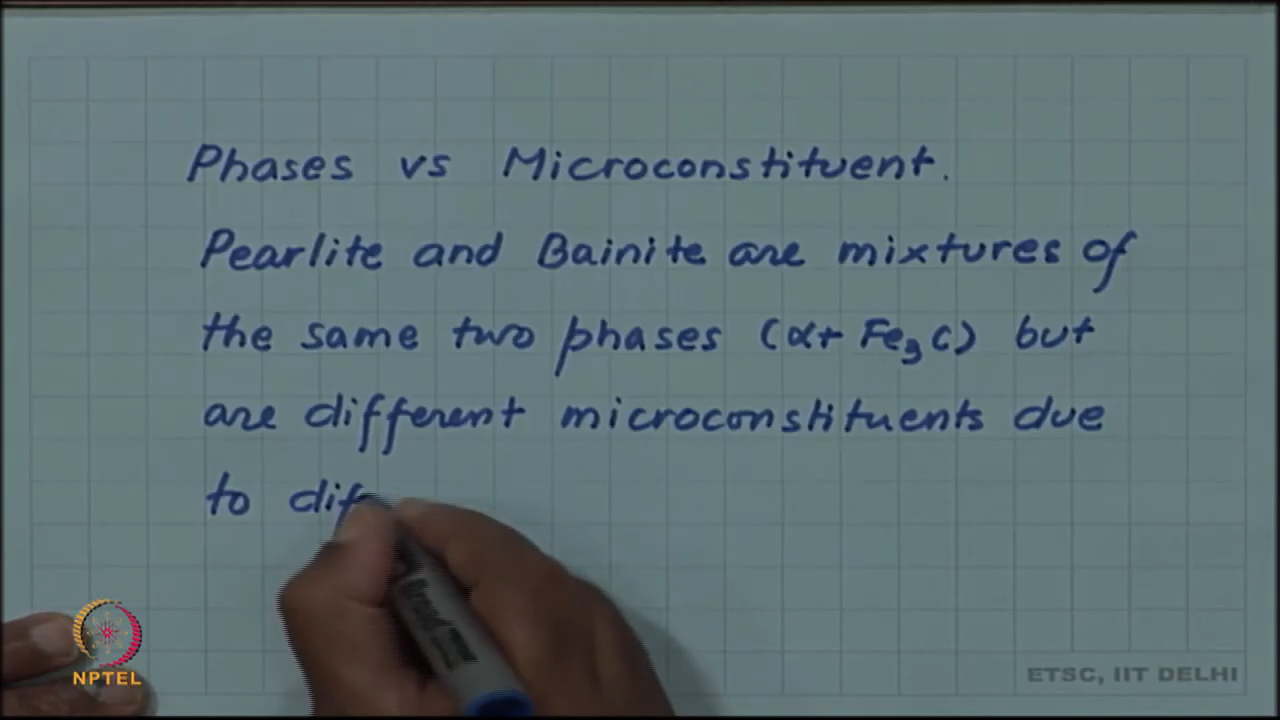 Phases vs Microconstituent.
Pearlite and Bainite are mixtures of
the same two phases (α+ Fe₃C) but
are different microconstituents due
to dif
NPTEL
ETSC, IIT DELHI